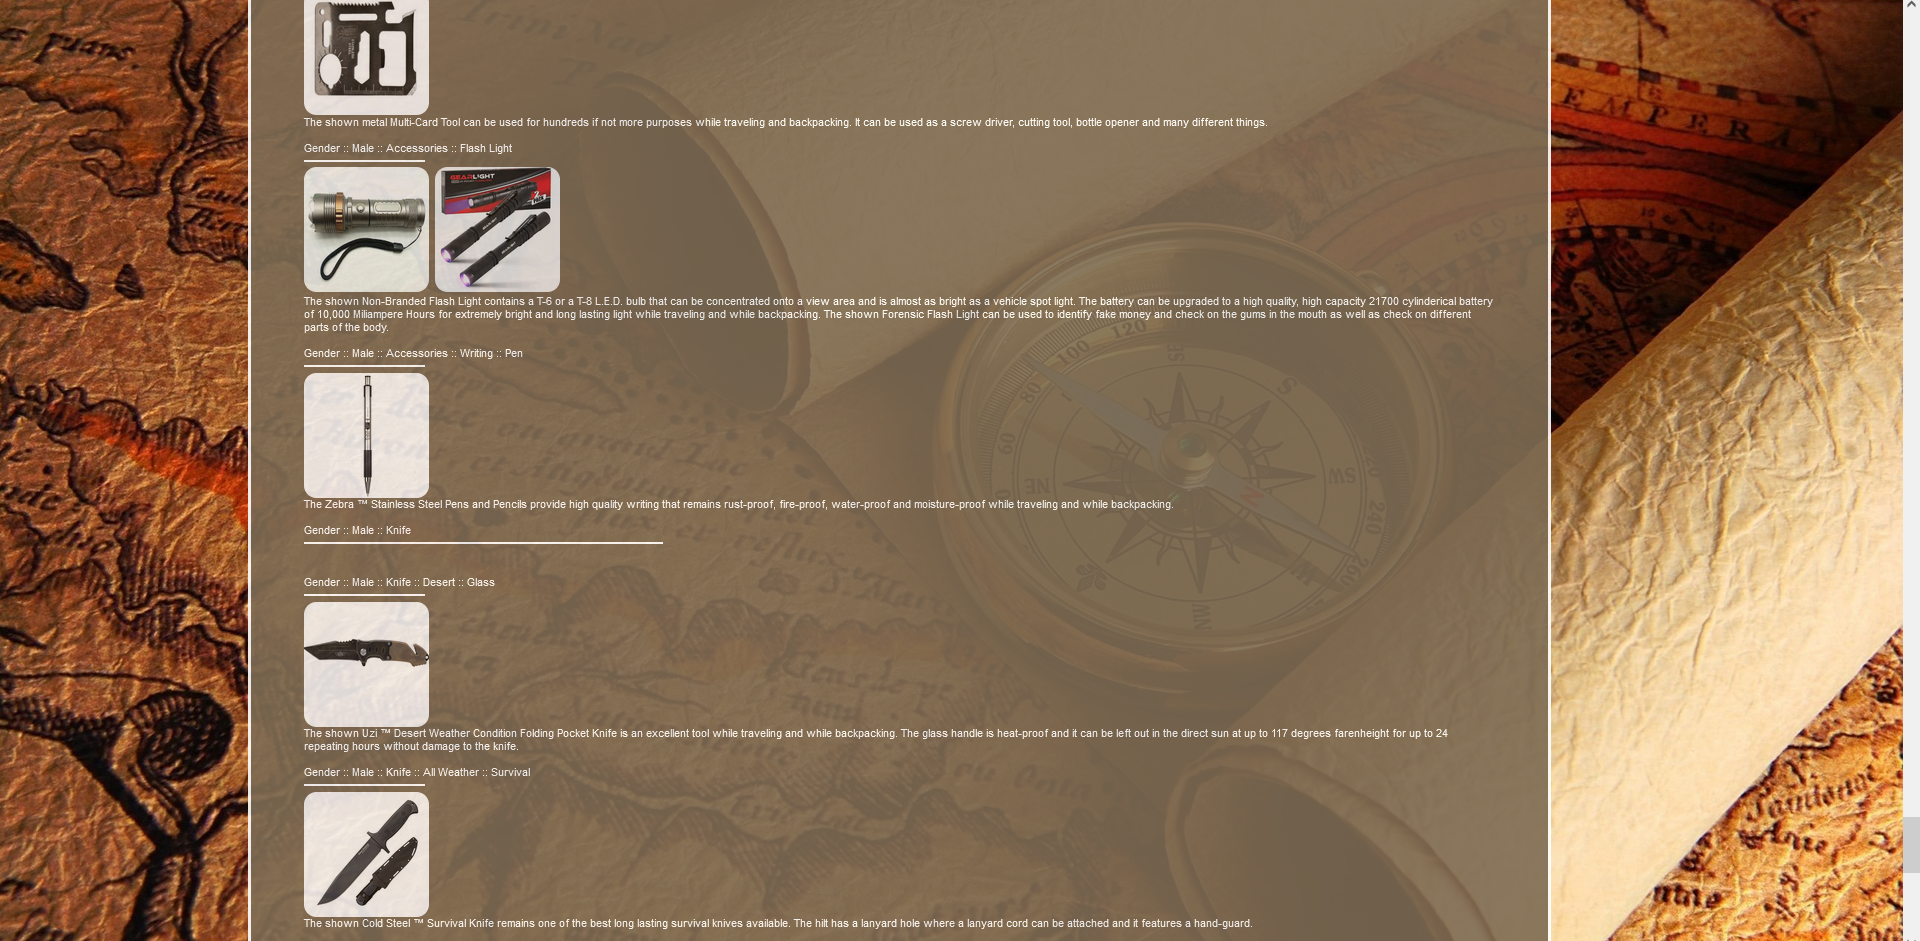 The shown metal Multi-Card Tool can be used for hundreds if not more purposes while traveling and backpacking. It can be used as a screw driver, cutting tool, bottle opener and many different things.
Gender :: Male :: Accessories :: Flash Light
GEARLIGHT
The shown Non-Branded Flash Light contains a T-6 or a T-8 L.E.D. bulb that can be concentrated onto a view area and is almost as bright as a vehicle spot light. The battery can be upgraded to a high quality, high capacity 21700 cylinderical battery
of 10,000 Miliampere Hours for extremely bright and long lasting light while traveling and while backpacking. The shown Forensic Flash Light can be used to identify fake money and check on the gums in the mouth as well as check on different
parts of the body.
Gender :: Male :: Accessories :: Writing :: Pen
The Zebra ™ Stainless Steel Pens and Pencils provide high quality writing that remains rust-proof, fire-proof, water-proof and moisture-proof while traveling and while backpacking.
Gender :: Male :: Knife
Gender :: Male :: Knife :: Desert :: Glass
The shown Uzi ™ Desert Weather Condition Folding Pocket Knife is an excellent tool while traveling and while backpacking. The glass handle is heat-proof and it can be left out in the direct sun at up to 117 degrees farenheight for up to 24
repeating hours without damage to the knife.
Gender :: Male :: Knife :: All Weather :: Survival
The shown Cold Steel ™ Survival Knife remains one of the best long lasting survival knives available. The hilt has a lanyard hole where a lanyard cord can be attached and it features a hand-guard.
TEMPERA
120
100
80
60
SE
S
SW
NE
NW
240
260